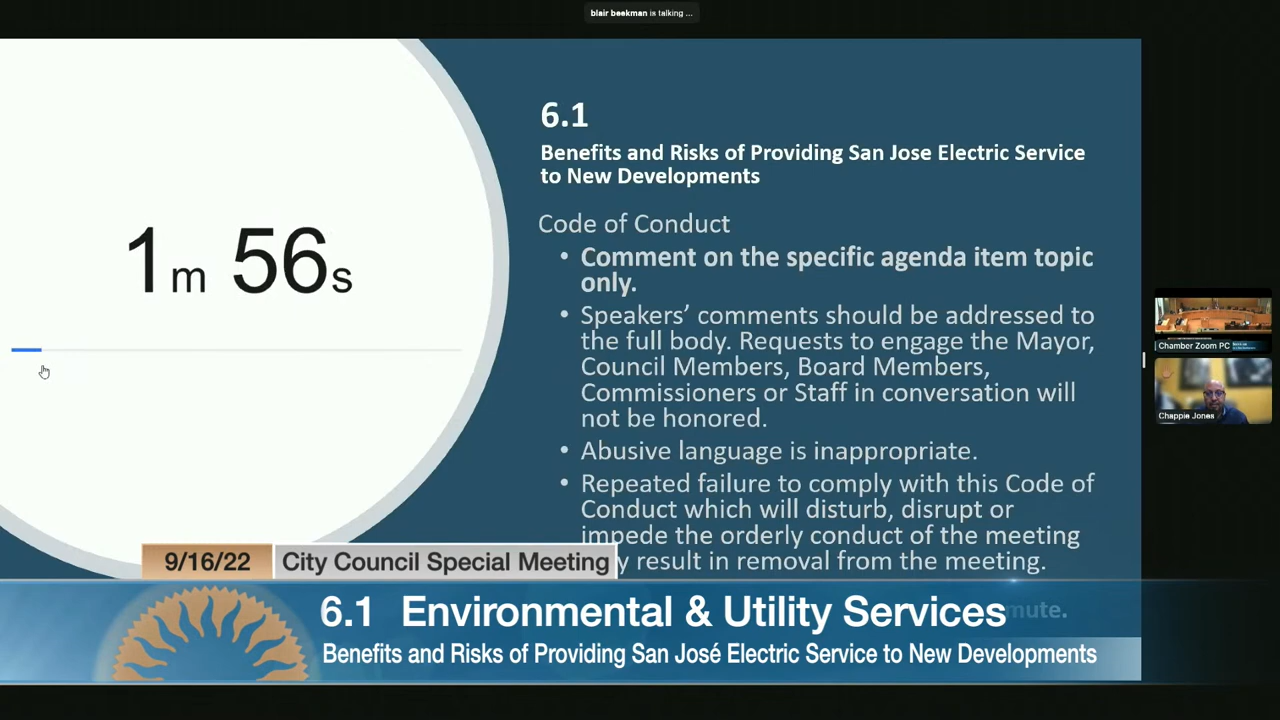 blair beekman is talking ...
1m 56s
6.1
Benefits and Risks of Providing San Jose Electric Service
to New Developments
Code of Conduct
• Comment on the specific agenda item topic
only.
• Speakers’ comments should be addressed to
the full body. Requests to engage the Mayor,
Council Members, Board Members,
Commissioners or Staff in conversation will
not be honored.
• Abusive language is inappropriate.
• Repeated failure to comply with this Code of
Conduct which will disturb, disrupt or
impede the orderly conduct of the meeting
y result in removal from the meeting.
mute.
Chamber Zoom PC
Chappie Jones
9/16/22 City Council Special Meeting
6.1 Environmental & Utility Services
Benefits and Risks of Providing San José Electric Service to New Developments